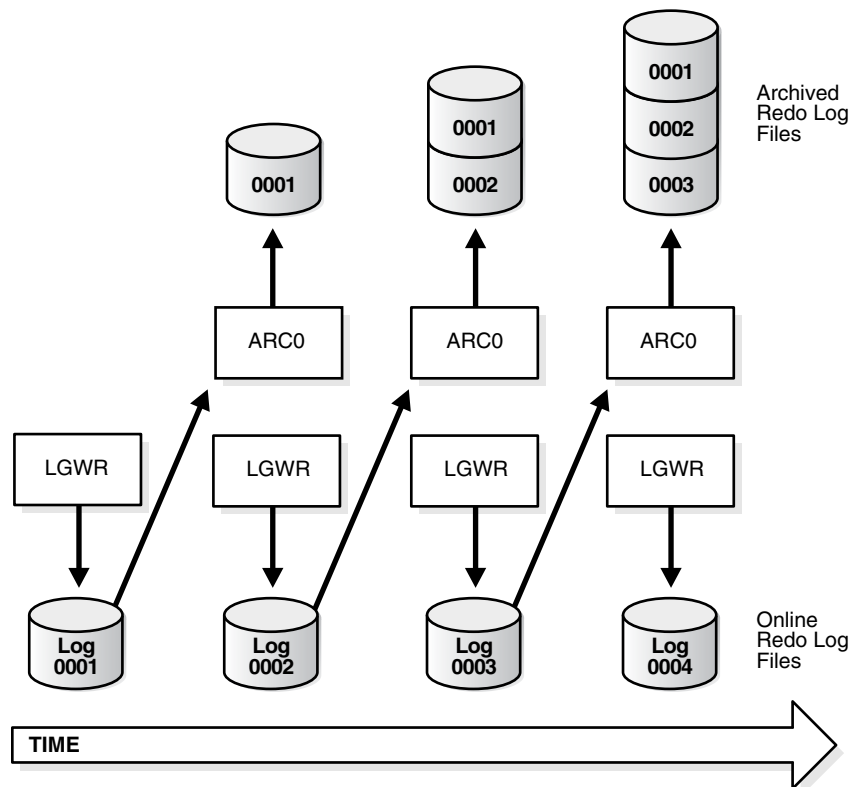 0001
Archived
Redo Log
Files
0001
0002
0003
0001
0002
0001
ARC0
ARC0
ARC0
LGWR
LGWR
LGWR
LGWR
Online
Redo Log
Files
Log
0001
Log
0002
Log
0003
Log
0004
TIME